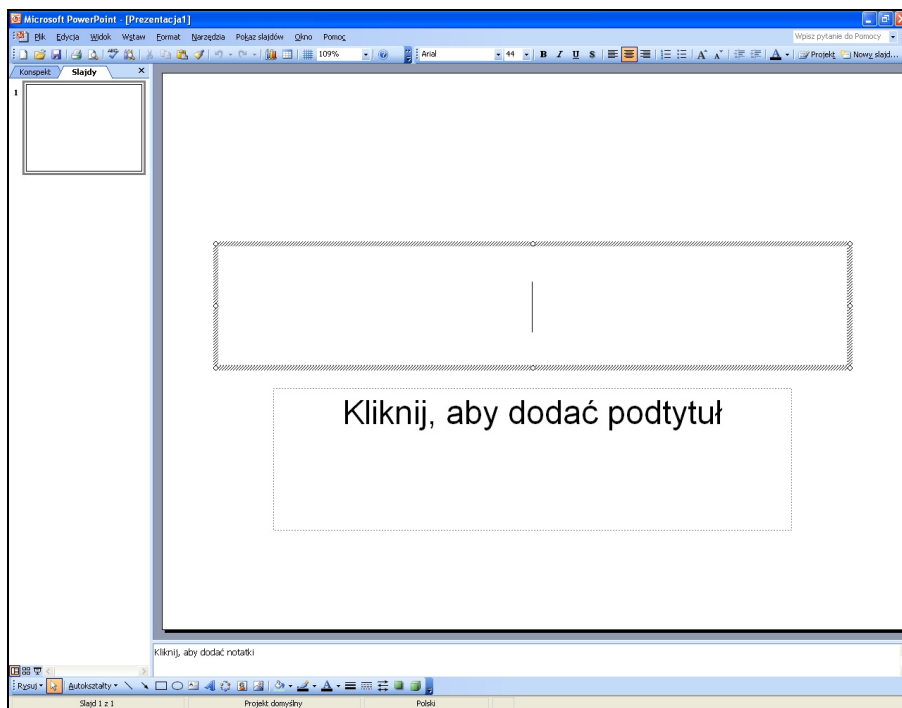 Microsoft PowerPoint - [Prezentacja1]
Plik Edycja Widok Wstaw Format Narzędzia Pokaz slajdów Okno Pomoc
Wpisz pytanie do Pomocy
109%
Arial
44
B I U S
A A
A
Projekt
Nowy slajd...
Konspekt
Slajdy
1
Kliknij, aby dodać podtytuł
Kliknij, aby dodać notatki
Rysuj
Autokształty
A
Slajd 1 z 1
Projekt domyślny
Polski